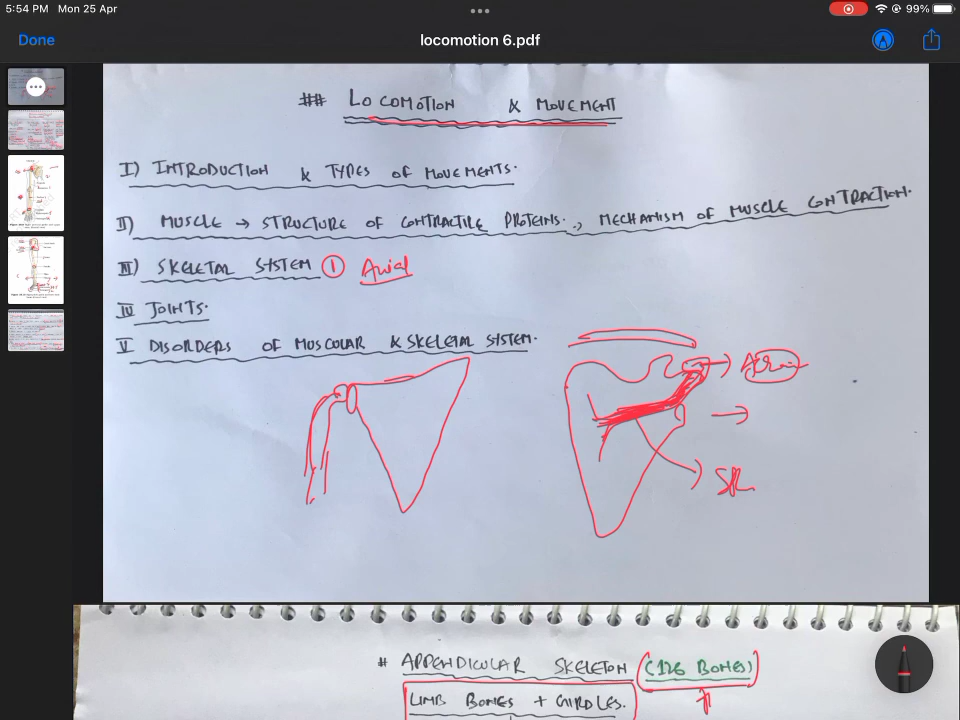 5:54 PM Mon 25 Apr
99%
Done
locomotion 6.pdf
## LOCOMOTION & MOVEMENT
I) INTRODUCTION & TYPES OF MOVEMENTS.
II) MUSCLE → STRUCTURE OF CONTRACTILE PROTEINS., MECHANISM OF MUSCLE CONTRACTION.
III) SKELETAL SYSTEM ① Axial
IV JOINTS.
V DISORDERS OF MUSCULAR & SKELETAL SYSTEM.
# APPENDICULAR SKELETON (126 BONES)
LIMB BONES + GIRDLES.